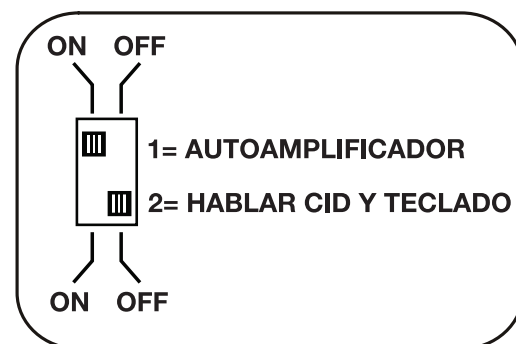 ON OFF
1= AUTOAMPLIFICADOR
2= HABLAR CID Y TECLADO
ON OFF